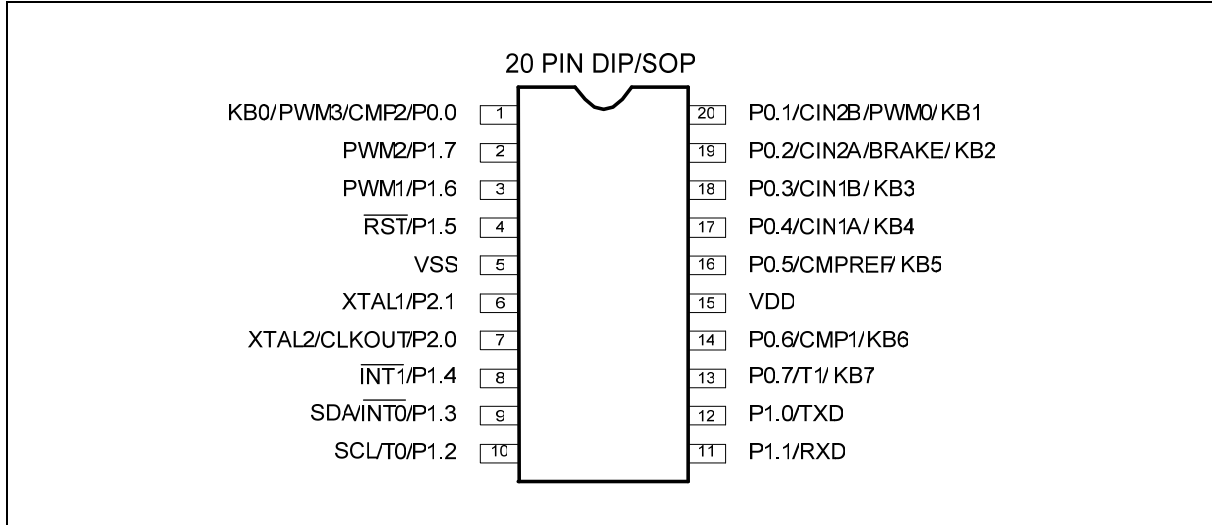 20 PIN DIP/SOP
KB0/PWM3/CMP2/P0.0 1 20 P0.1/CIN2B/PWM0/KB1
PWM2/P1.7 2 19 P0.2/CIN2A/BRAKE/KB2
PWM1/P1.6 3 18 P0.3/CIN1B/KB3
R̅S̅T̅/P1.5 4 17 P0.4/CIN1A/KB4
VSS 5 16 P0.5/CMPREF/KB5
XTAL1/P2.1 6 15 VDD
XTAL2/CLKOUT/P2.0 7 14 P0.6/CMP1/KB6
I̅N̅T̅1̅/P1.4 8 13 P0.7/T1/KB7
SDA/I̅N̅T̅0̅/P1.3 9 12 P1.0/TXD
SCL/T0/P1.2 10 11 P1.1/RXD